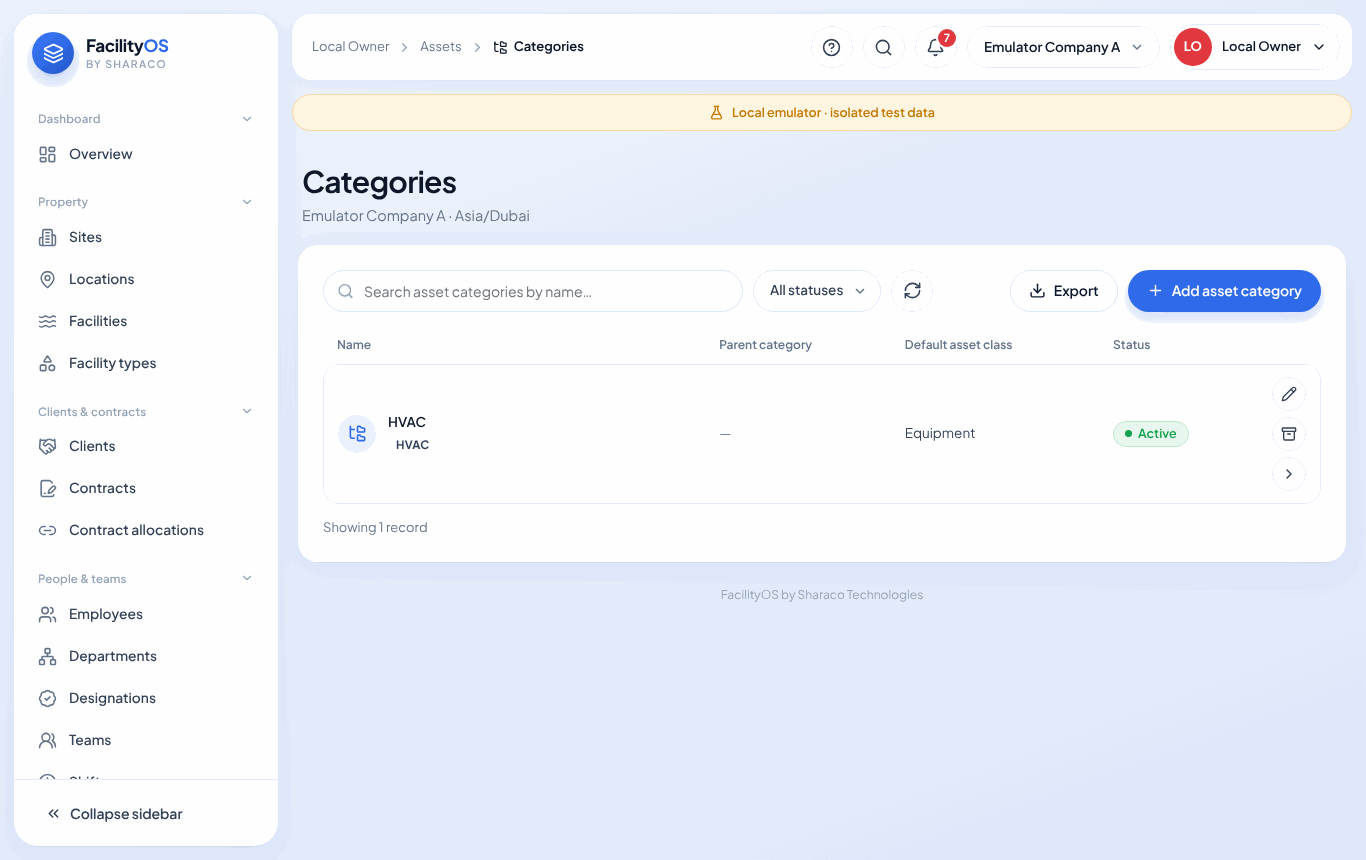 FacilityOS
BY SHARACO
Dashboard
Overview
Property
Sites
Locations
Facilities
Facility types
Clients & contracts
Clients
Contracts
Contract allocations
People & teams
Employees
Departments
Designations
Teams
Collapse sidebar
Local Owner > Assets > Categories
7
Emulator Company A
LO
Local Owner
Local emulator · isolated test data
Categories
Emulator Company A · Asia/Dubai
Search asset categories by name…
All statuses
Export
Add asset category
Name Parent category Default asset class Status
HVAC
HVAC
—
Equipment
Active
Showing 1 record
FacilityOS by Sharaco Technologies